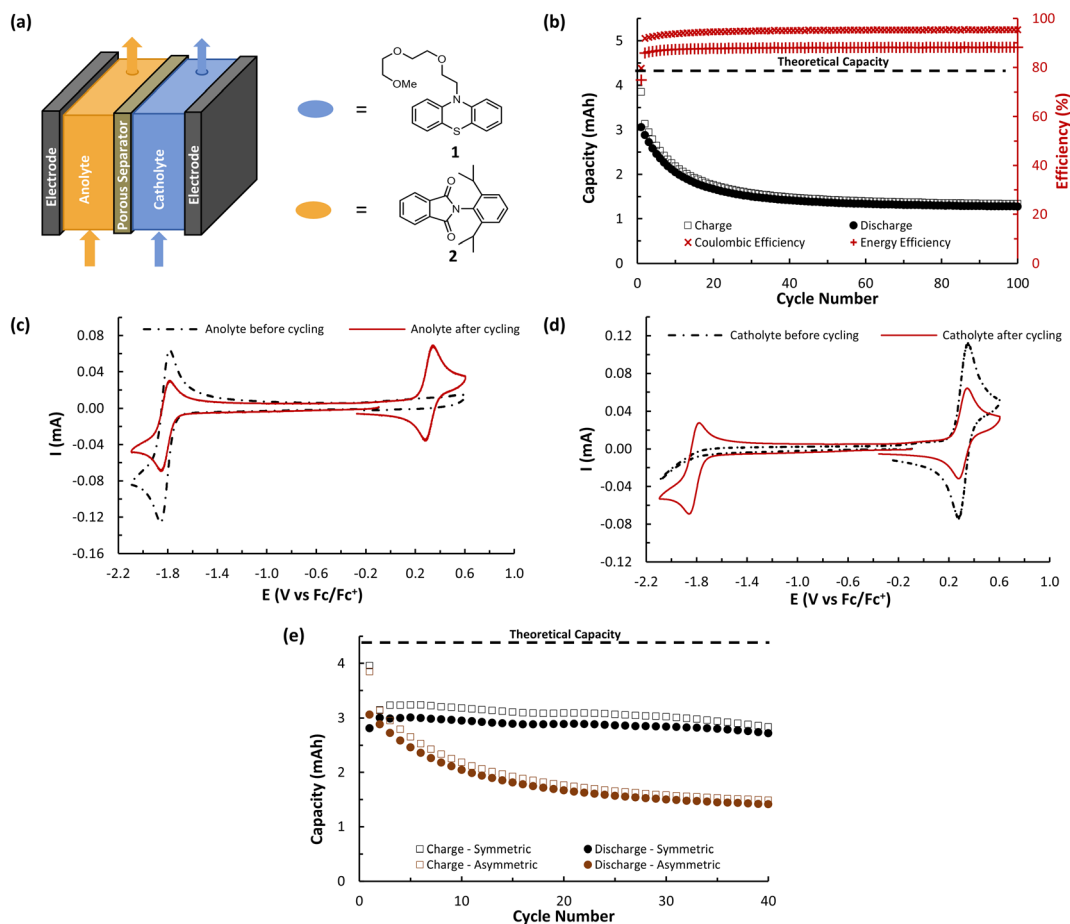 (a)
Electrode
Anolyte
Porous Separator
Catholyte
Electrode
=
O
O
O
OMe
N
S
1
=
O
N
O
2
(b)
Capacity (mAh)
5
4
3
2
1
0
Theoretical Capacity
Charge
Discharge
Coulombic Efficiency
Energy Efficiency
0 20 40 60 80 100
Cycle Number
100
80
60
40
20
0
Efficiency (%)
(c)
Anolyte before cycling
Anolyte after cycling
I (mA)
0.08
0.04
0.00
-0.04
-0.08
-0.12
-0.16
-2.2 -1.8 -1.4 -1.0 -0.6 -0.2 0.2 0.6 1.0
E (V vs Fc/Fc⁺)
(d)
Catholyte before cycling
Catholyte after cycling
I (mA)
0.12
0.08
0.04
0.00
-0.04
-0.08
-0.12
-2.2 -1.8 -1.4 -1.0 -0.6 -0.2 0.2 0.6 1.0
E (V vs Fc/Fc⁺)
(e)
Theoretical Capacity
Capacity (mAh)
4
3
2
1
0
Charge - Symmetric
Discharge - Symmetric
Charge - Asymmetric
Discharge - Asymmetric
0 10 20 30 40
Cycle Number